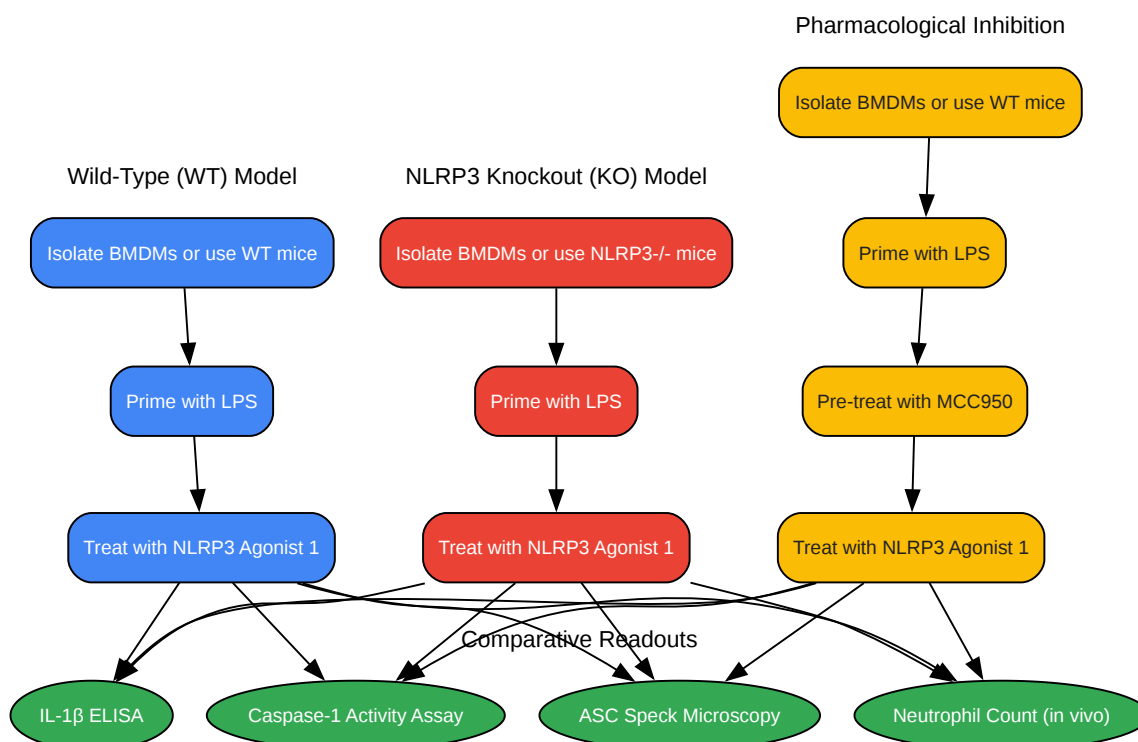 Pharmacological Inhibition
Isolate BMDMs or use WT mice
Wild-Type (WT) Model
NLRP3 Knockout (KO) Model
Isolate BMDMs or use WT mice
Isolate BMDMs or use NLRP3-/- mice
Prime with LPS
Prime with LPS
Prime with LPS
Pre-treat with MCC950
Treat with NLRP3 Agonist 1
Treat with NLRP3 Agonist 1
Treat with NLRP3 Agonist 1
Comparative Readouts
IL-1β ELISA
Caspase-1 Activity Assay
ASC Speck Microscopy
Neutrophil Count (in vivo)